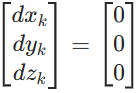 [dx_k] = [0]
[dy_k] = [0]
[dz_k] = [0]